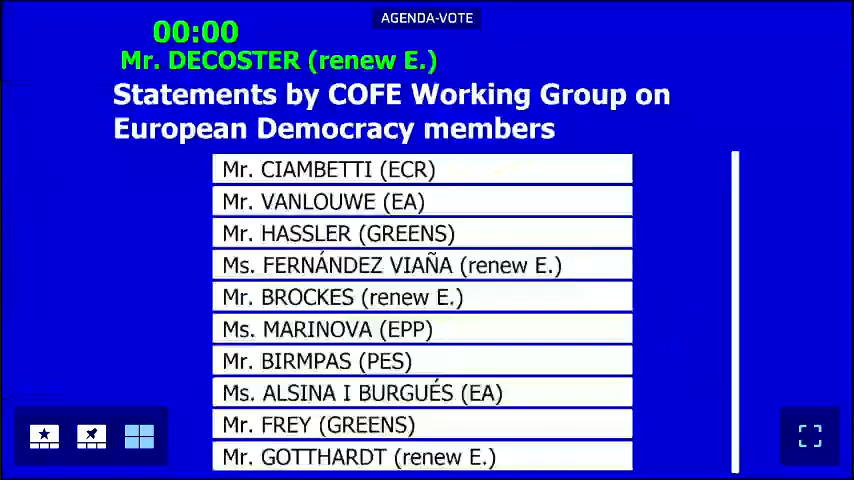 AGENDA-VOTE
00:00
Mr. DECOSTER (renew E.)
Statements by COFE Working Group on
European Democracy members
Mr. CIAMBETTI (ECR)
Mr. VANLOUWE (EA)
Mr. HASSLER (GREENS)
Ms. FERNÁNDEZ VIAÑA (renew E.)
Mr. BROCKES (renew E.)
Ms. MARINOVA (EPP)
Mr. BIRMPAS (PES)
Ms. ALSINA I BURGUÉS (EA)
Mr. FREY (GREENS)
Mr. GOTTHARDT (renew E.)